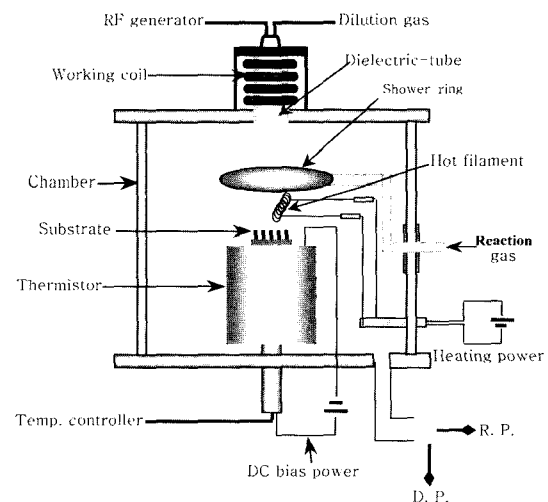 RF generator
Dilution gas
Working coil
Dielectric-tube
Shower ring
Hot filament
Chamber
Substrate
Reaction
gas
Thermistor
Heating power
Temp. controller
R. P.
DC bias power
D. P.